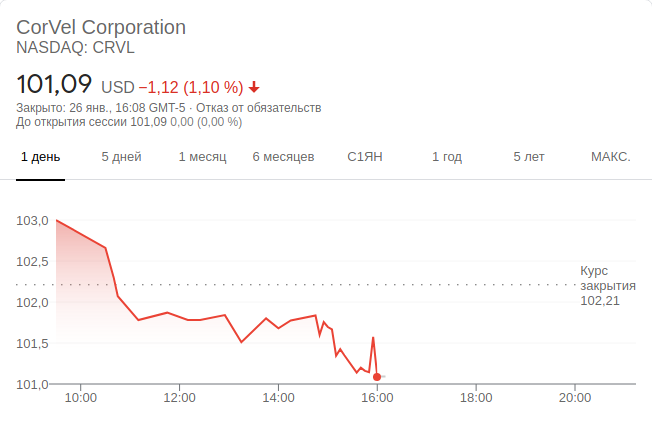 CorVel Corporation
NASDAQ: CRVL
101,09 USD −1,12 (1,10 %)
Закрыто: 26 янв., 16:08 GMT-5 · Отказ от обязательств
До открытия сессии 101,09 0,00 (0,00 %)
1 день 5 дней 1 месяц 6 месяцев С1ЯН 1 год 5 лет МАКС.
103,0
102,5
Курс
закрытия
102,21
102,0
101,5
101,0
10:00 12:00 14:00 16:00 18:00 20:00